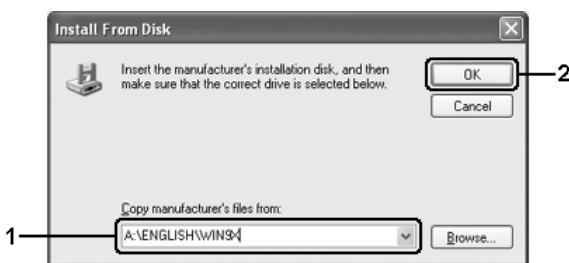 Install From Disk
Insert the manufacturer's installation disk, and then
make sure that the correct drive is selected below.
OK
2
Cancel
Copy manufacturer's files from:
1
A:\ENGLISH\WIN9X
Browse...